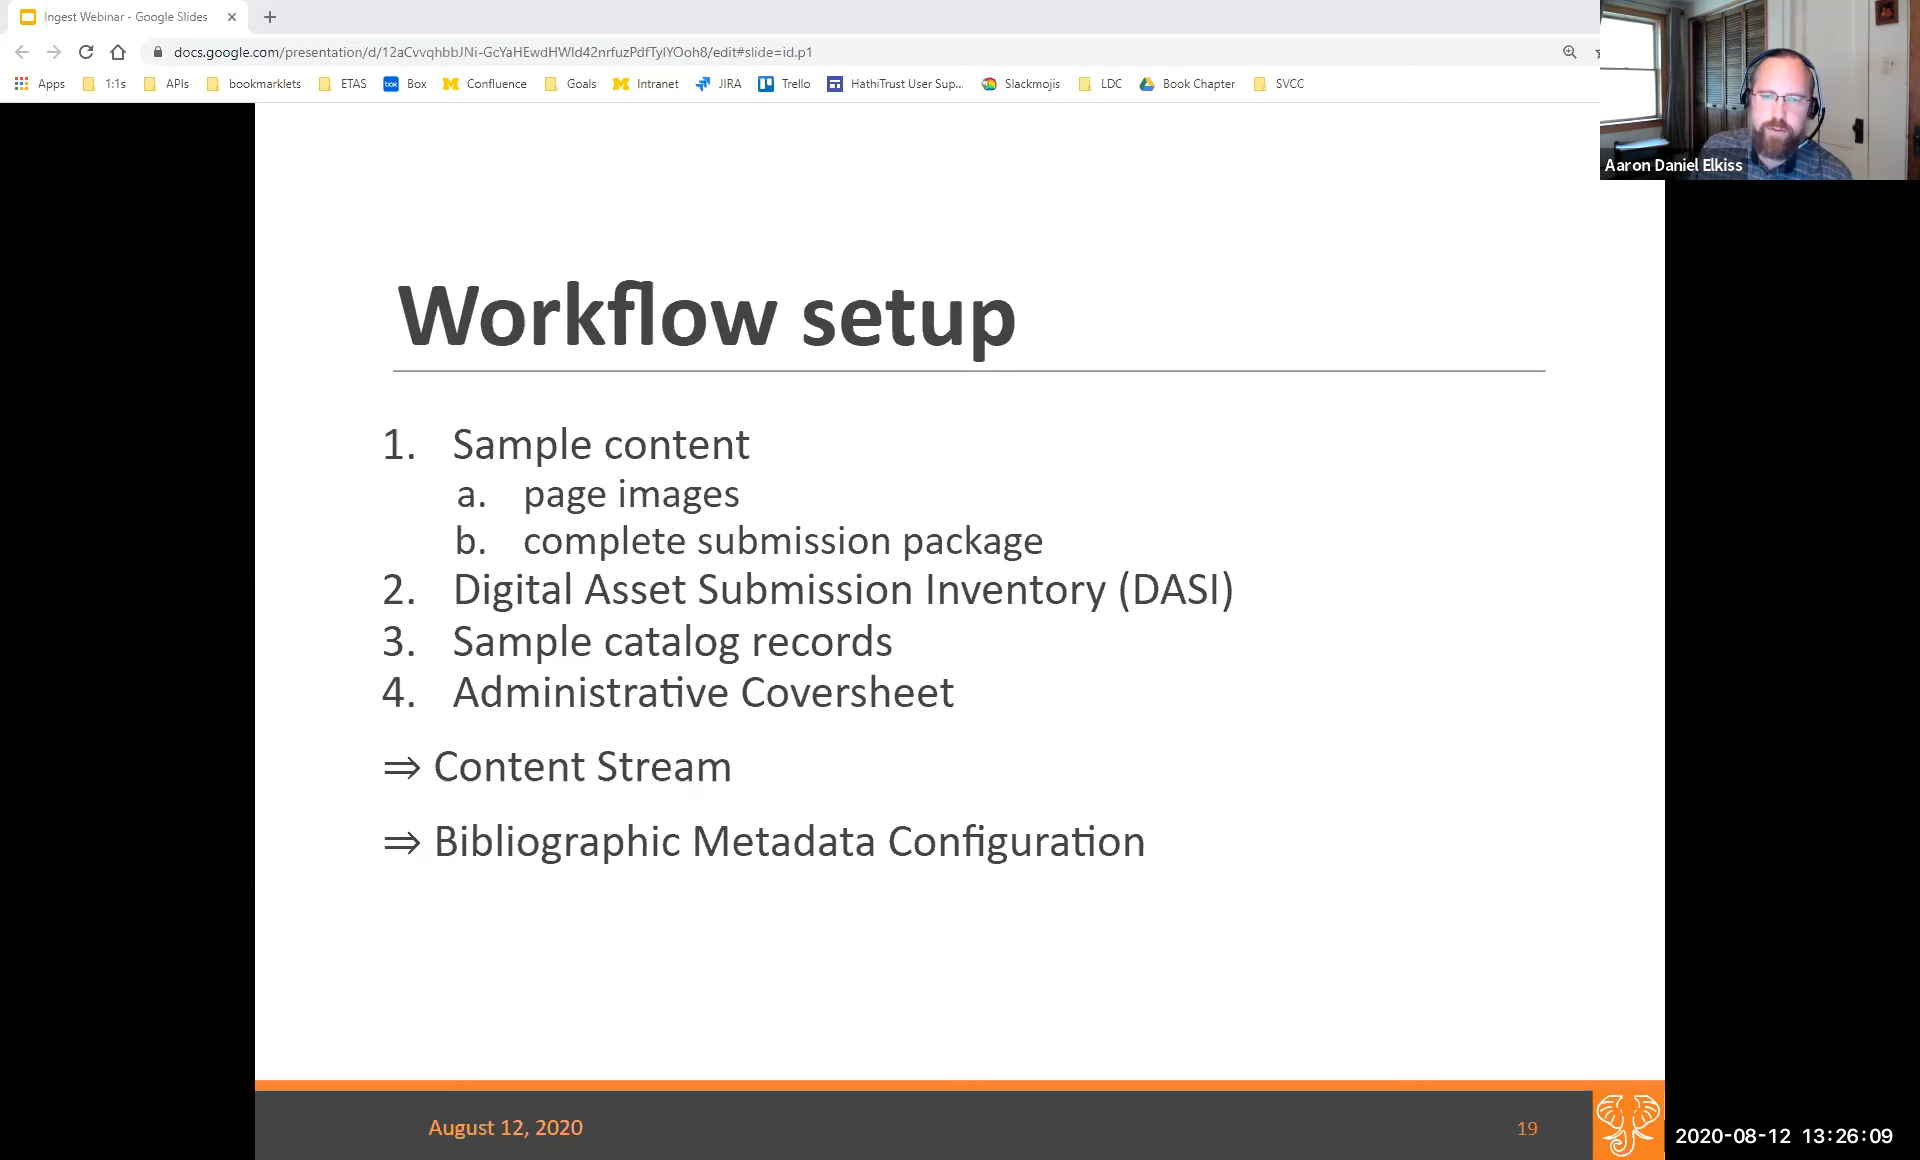 Ingest Webinar - Google Slides
docs.google.com/presentation/d/12aCvvqhbbJNi-GcYaHEwdHWld42nrfuzPdfTylYOoh8/edit#slide=id.p1
Apps 1:1s APIs bookmarklets ETAS Box Confluence Goals Intranet JIRA Trello HathiTrust User Sup... Slackmojis LDC Book Chapter SVCC
Aaron Daniel Elkiss
Workflow setup
1. Sample content
a. page images
b. complete submission package
2. Digital Asset Submission Inventory (DASI)
3. Sample catalog records
4. Administrative Coversheet
⇒ Content Stream
⇒ Bibliographic Metadata Configuration
August 12, 2020
19
2020-08-12 13:26:09